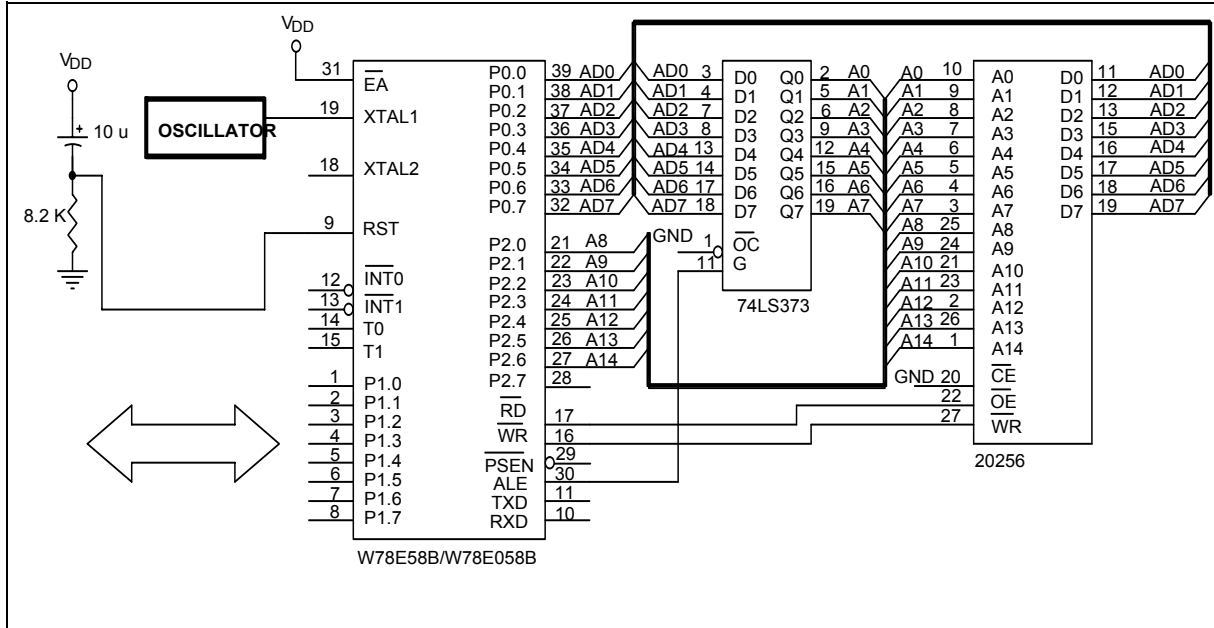 VDD
VDD
10 u
8.2 K
OSCILLATOR
31 EA
19 XTAL1
18 XTAL2
9 RST
12 INT0
13 INT1
14 T0
15 T1
1 P1.0
2 P1.1
3 P1.2
4 P1.3
5 P1.4
6 P1.5
7 P1.6
8 P1.7
P0.0 39 AD0
P0.1 38 AD1
P0.2 37 AD2
P0.3 36 AD3
P0.4 35 AD4
P0.5 34 AD5
P0.6 33 AD6
P0.7 32 AD7
P2.0 21 A8
P2.1 22 A9
P2.2 23 A10
P2.3 24 A11
P2.4 25 A12
P2.5 26 A13
P2.6 27 A14
P2.7 28
RD 17
WR 16
PSEN 29
ALE 30
TXD 11
RXD 10
W78E58B/W78E058B
AD0 3 D0 Q0 2 A0
AD1 4 D1 Q1 5 A1
AD2 7 D2 Q2 6 A2
AD3 8 D3 Q3 9 A3
AD4 13 D4 Q4 12 A4
AD5 14 D5 Q5 15 A5
AD6 17 D6 Q6 16 A6
AD7 18 D7 Q7 19 A7
GND 1 OC
11 G
74LS373
A0 10 A0
A1 9 A1
A2 8 A2
A3 7 A3
A4 6 A4
A5 5 A5
A6 4 A6
A7 3 A7
A8 25 A8
A9 24 A9
A10 21 A10
A11 23 A11
A12 2 A12
A13 26 A13
A14 1 A14
GND 20 CE
22 OE
27 WR
D0 11 AD0
D1 12 AD1
D2 13 AD2
D3 15 AD3
D4 16 AD4
D5 17 AD5
D6 18 AD6
D7 19 AD7
20256